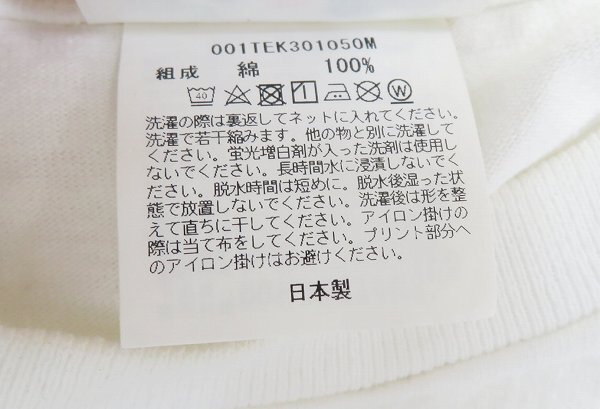 001TEK301050M
組成 綿 100%
40 W
洗濯の際は裏返してネットに入れてください。
洗濯で若干縮みます。他の物と別に洗濯して
ください。蛍光増白剤が入った洗剤は使用し
ないでください。長時間水に浸漬しないでく
ださい。脱水時間は短めに。脱水後湿った状
態で放置しないでください。洗濯後は形を整
えて直ちに干してください。アイロン掛けの
際は当て布をしてください。プリント部分へ
のアイロン掛けはお避けください。
日本製